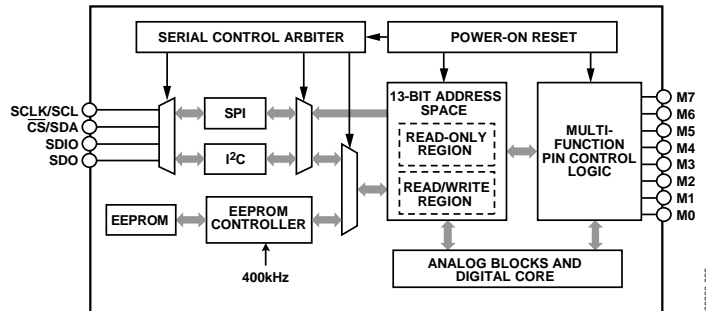 SERIAL CONTROL ARBITER
POWER-ON RESET
SCLK/SCL
CS/SDA
SDIO
SDO
SPI
I²C
13-BIT ADDRESS
SPACE
READ-ONLY
REGION
READ/WRITE
REGION
MULTI-
FUNCTION
PIN CONTROL
LOGIC
M7
M6
M5
M4
M3
M2
M1
M0
EEPROM
EEPROM
CONTROLLER
400kHz
ANALOG BLOCKS AND
DIGITAL CORE